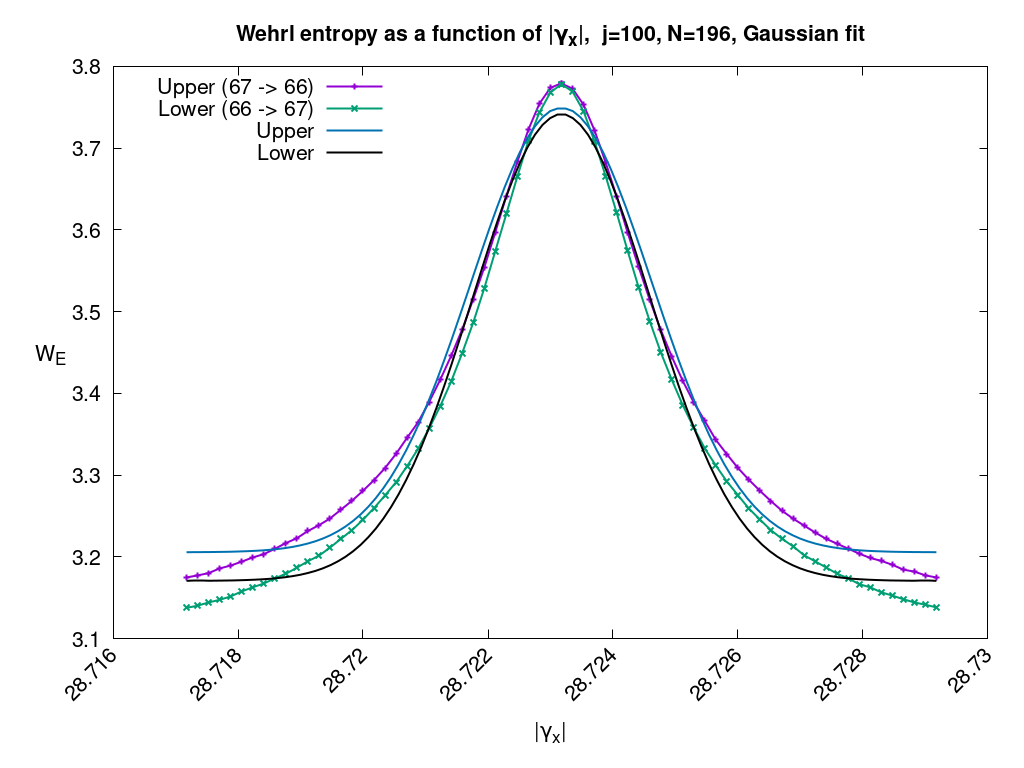 Wehrl entropy as a function of |γx|, j=100, N=196, Gaussian fit
Upper (67 -> 66)
Lower (66 -> 67)
Upper
Lower
3.8
3.7
3.6
3.5
3.4
3.3
3.2
3.1
WE
28.716
28.718
28.72
28.722
28.724
28.726
28.728
28.73
|γx|